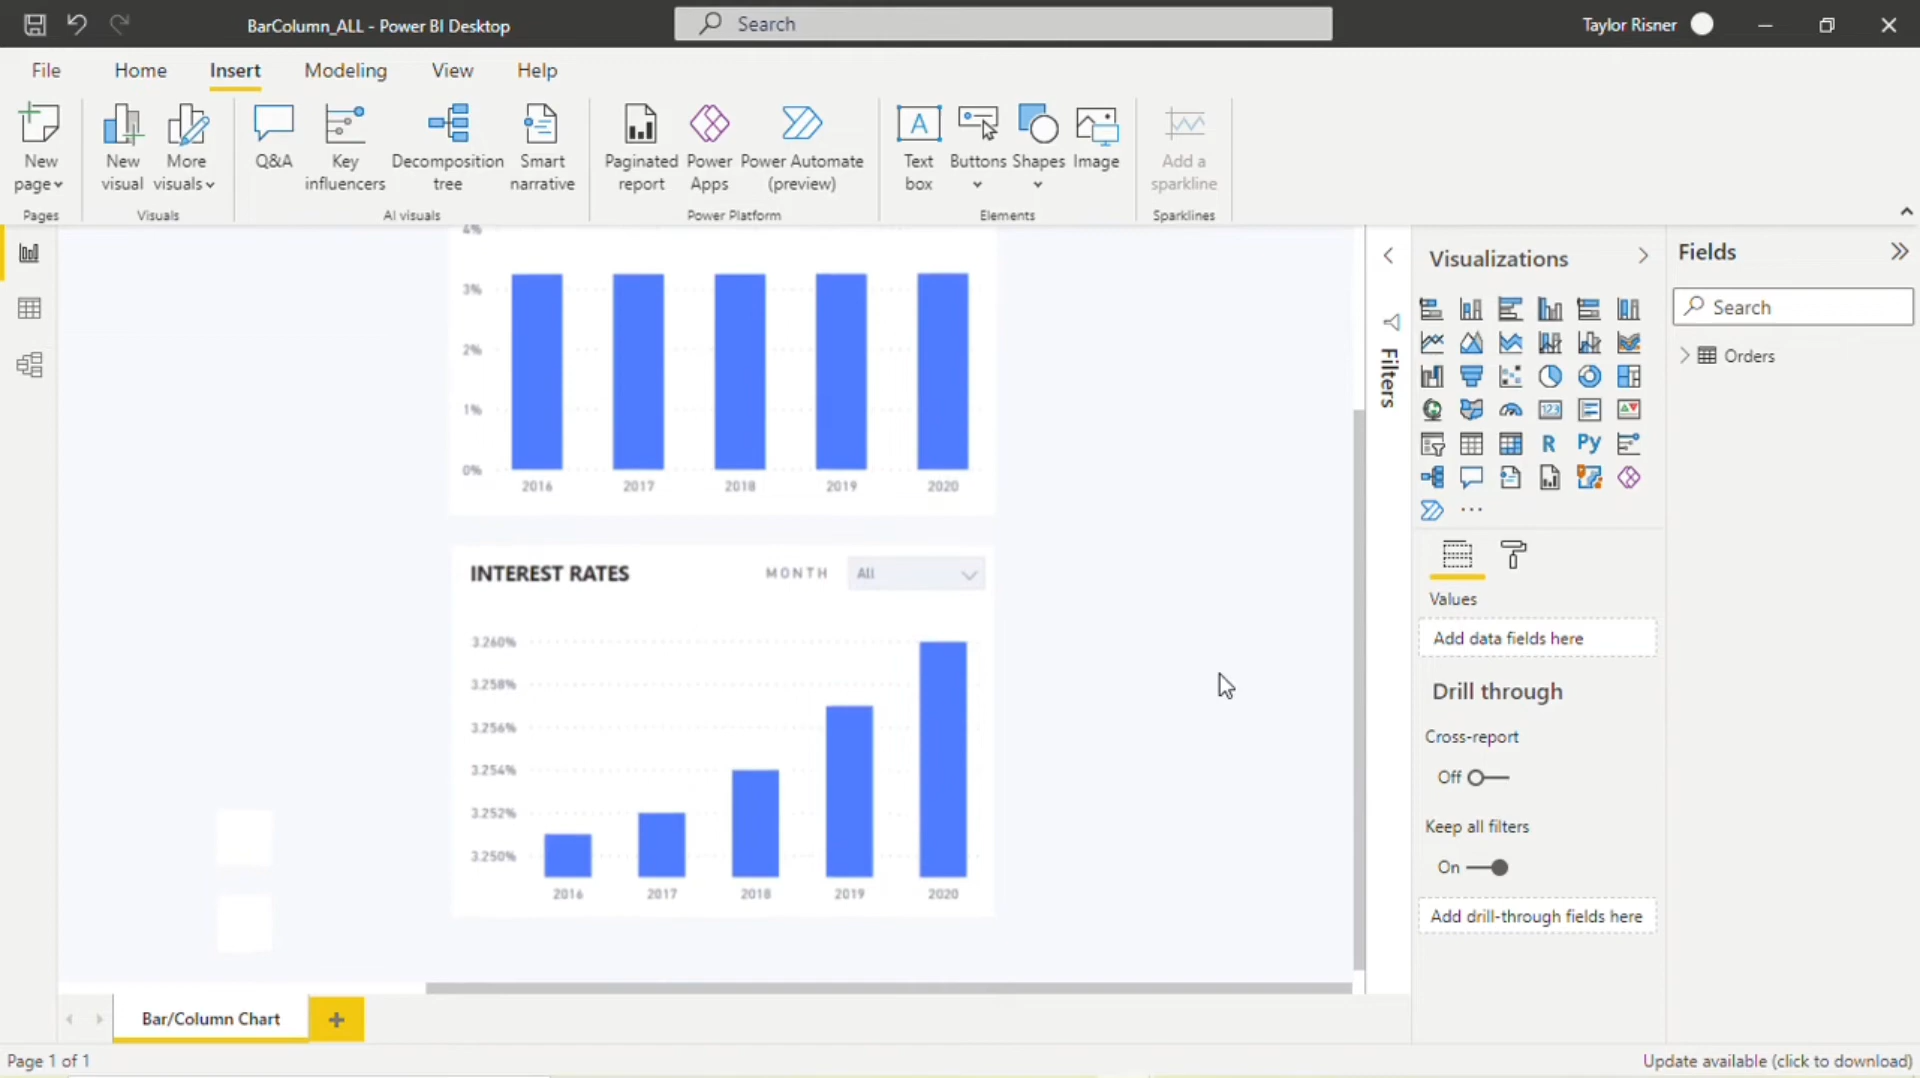 BarColumn_ALL - Power BI Desktop
Search
Taylor Risner
File Home Insert Modeling View Help
New page
New visual
More visuals
Q&A
Key influencers
Decomposition tree
Smart narrative
Paginated report
Power Apps
Power Automate (preview)
Text box
Buttons
Shapes
Image
Add a sparkline
Pages Visuals AI visuals Power Platform Elements Sparklines
4%
3%
2%
1%
0%
2016 2017 2018 2019 2020
INTEREST RATES MONTH All
3.260%
3.258%
3.256%
3.254%
3.252%
3.250%
2016 2017 2018 2019 2020
Filters
Visualizations
123
R Py
Values
Add data fields here
Drill through
Cross-report
Off
Keep all filters
On
Add drill-through fields here
Fields
Search
Orders
Bar/Column Chart
Page 1 of 1
Update available (click to download)